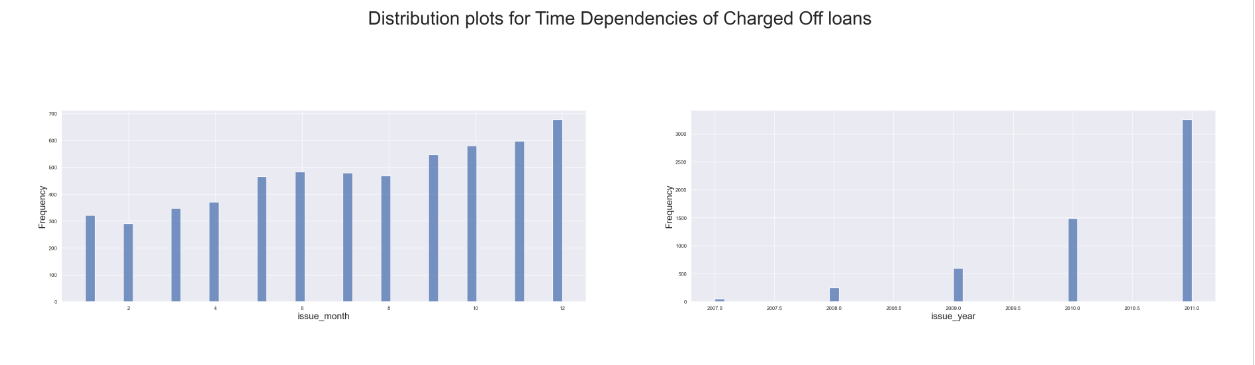 Distribution plots for Time Dependencies of Charged Off loans
700
600
500
400
300
200
100
0
Frequency
2 4 6 8 10 12
issue_month
3000
2500
2000
1500
1000
500
0
Frequency
2007.0 2007.5 2008.0 2008.5 2009.0 2009.5 2010.0 2010.5 2011.0
issue_year